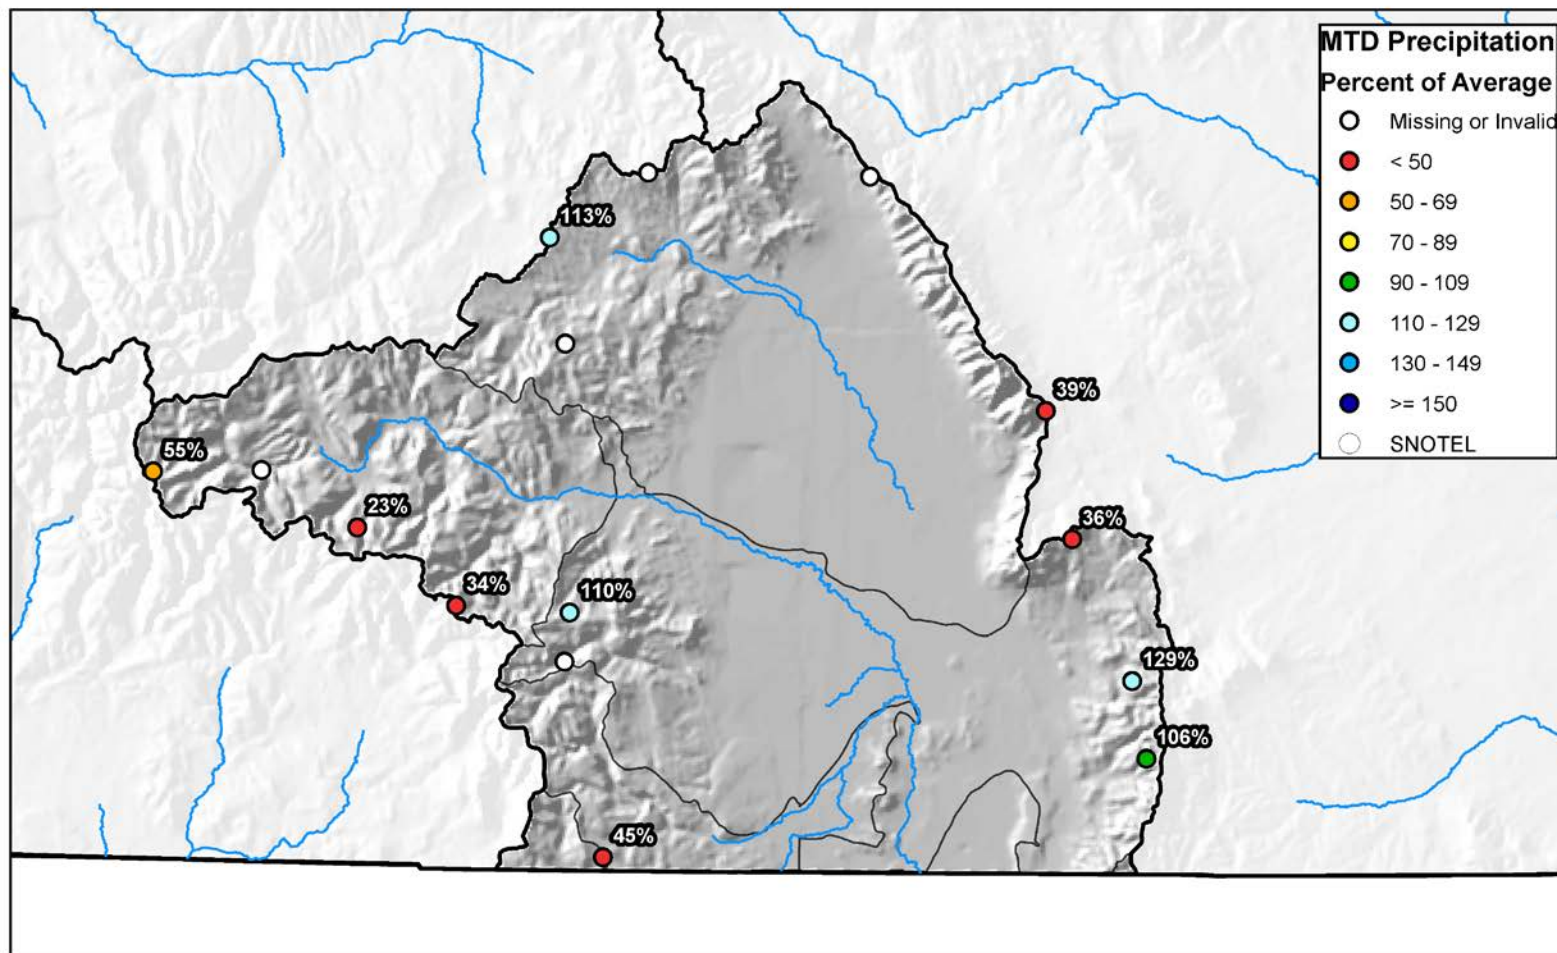 MTD Precipitation
Percent of Average
Missing or Invalid
< 50
50 - 69
70 - 89
90 - 109
110 - 129
130 - 149
>= 150
SNOTEL
113%
39%
55%
23%
36%
34%
110%
129%
106%
45%